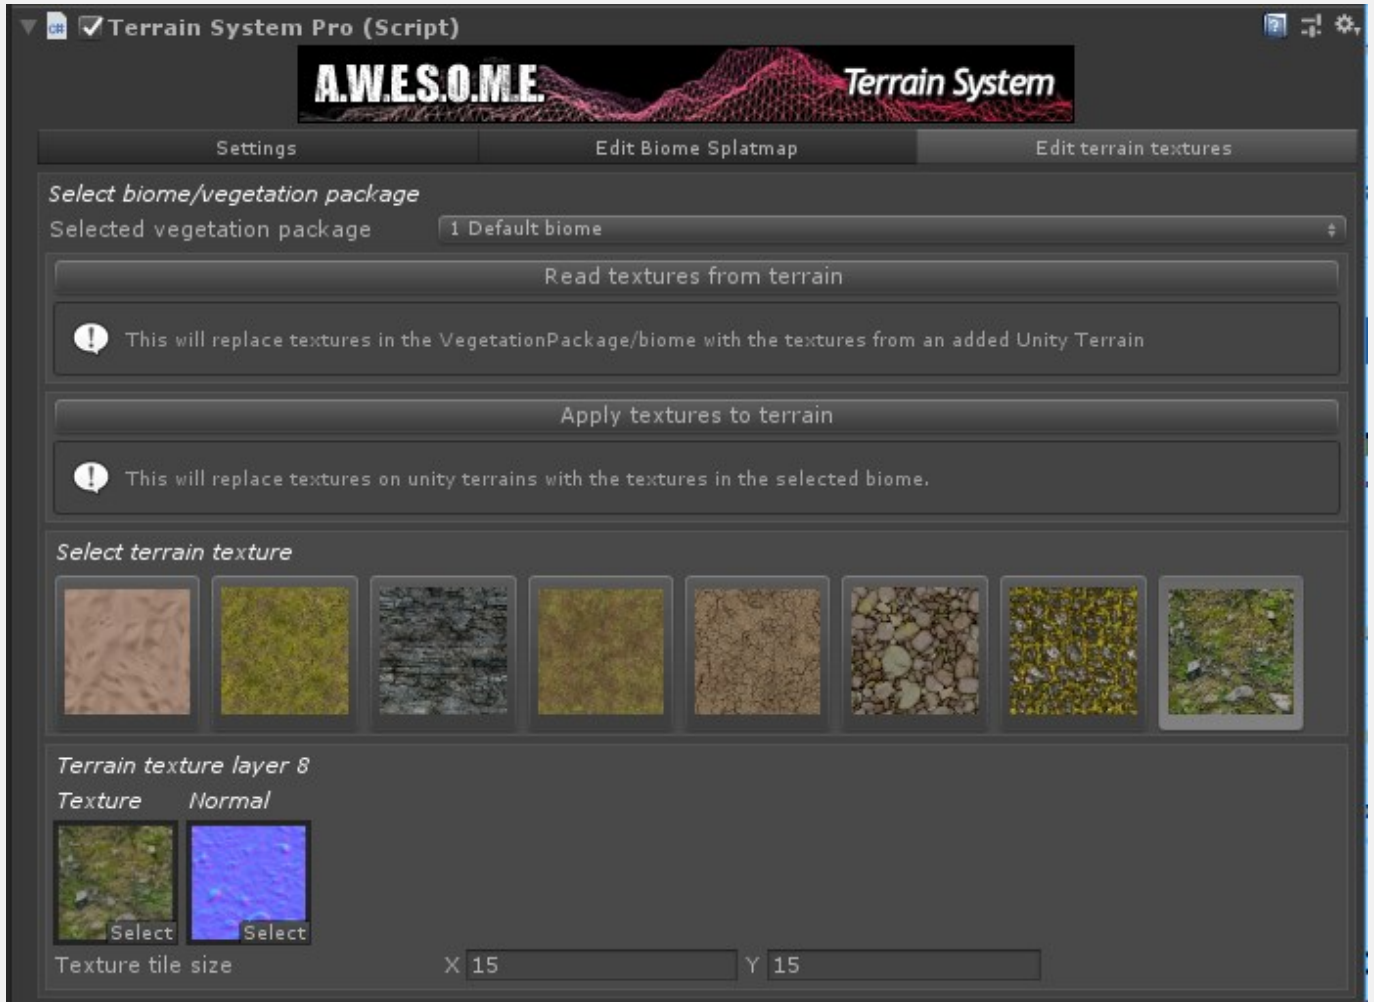 Terrain System Pro (Script)
A.W.E.S.O.M.E. Terrain System
Settings Edit Biome Splatmap Edit terrain textures
Select biome/vegetation package
Selected vegetation package 1 Default biome
Read textures from terrain
This will replace textures in the VegetationPackage/biome with the textures from an added Unity Terrain
Apply textures to terrain
This will replace textures on unity terrains with the textures in the selected biome.
Select terrain texture
Terrain texture layer 8
Texture Normal
Select Select
Texture tile size X 15 Y 15